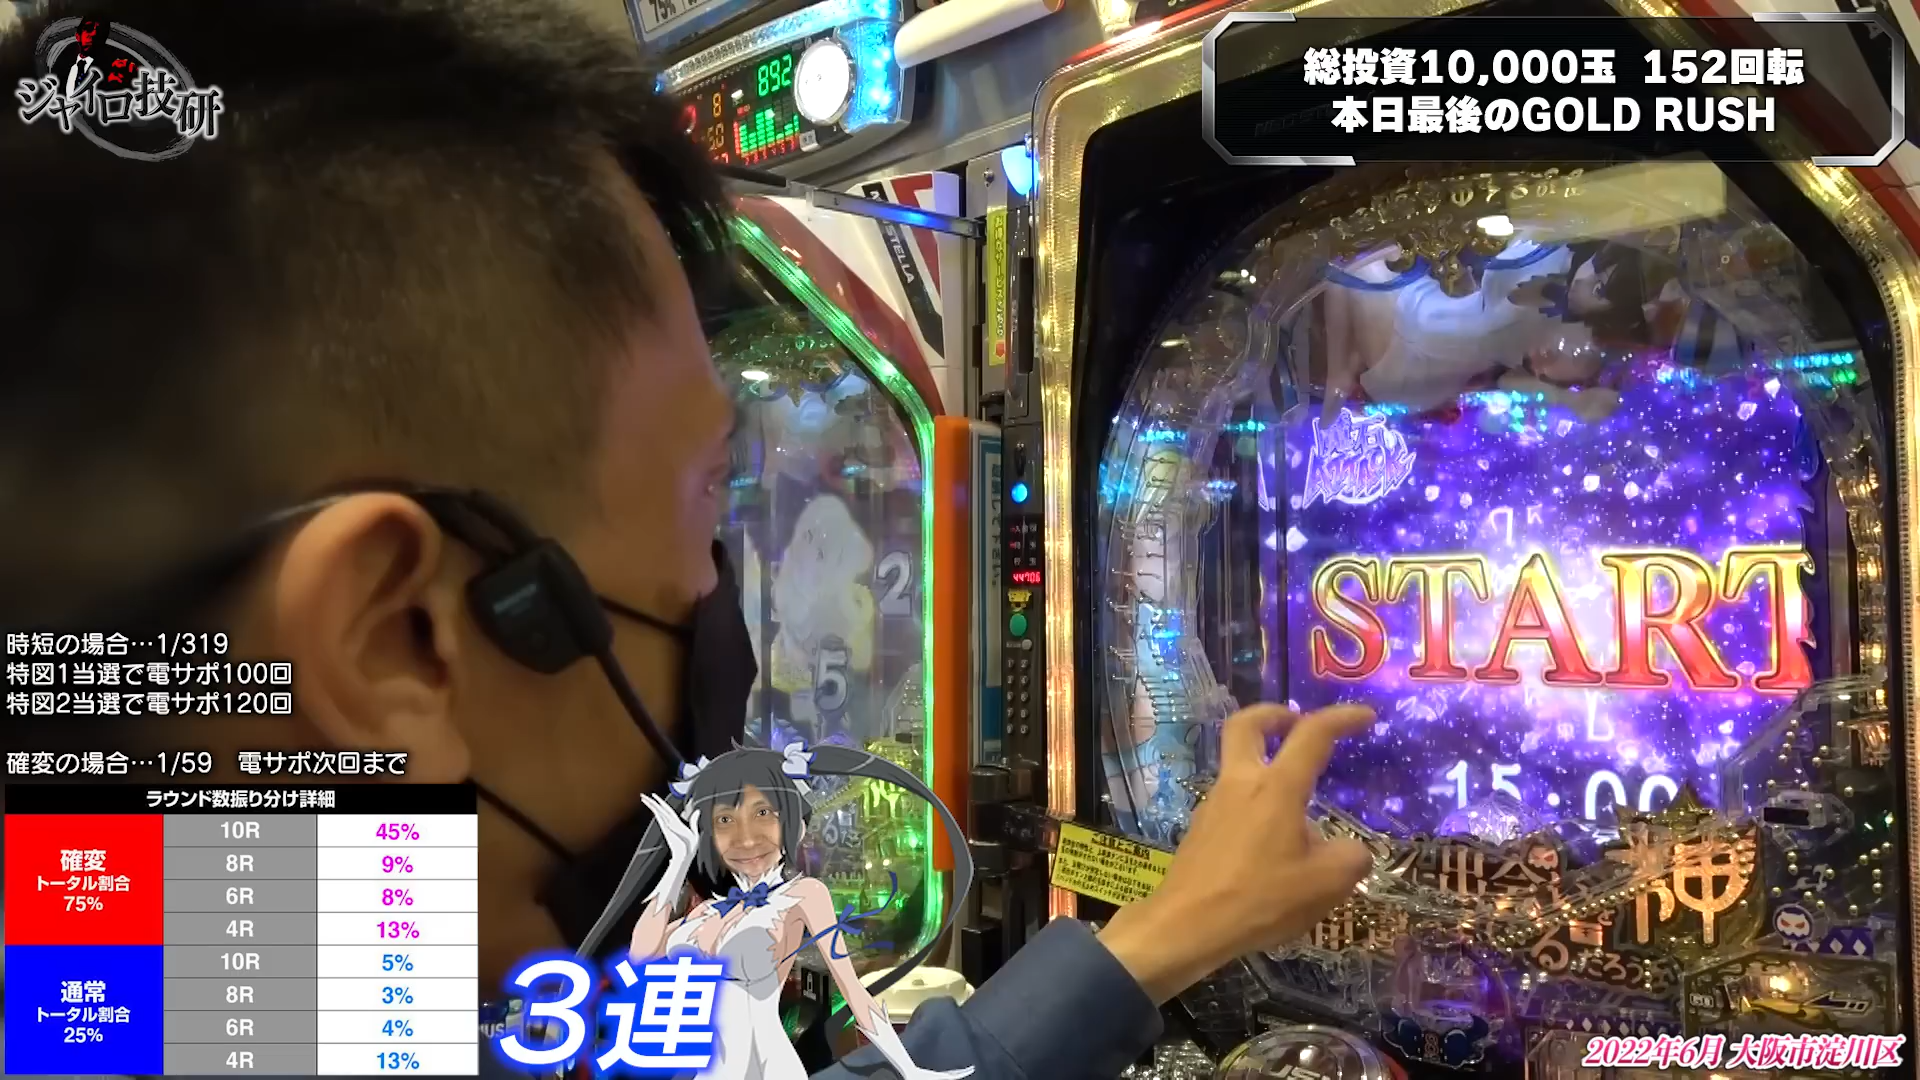 ジャイロ技研
総投資10,000玉 152回転
本日最後のGOLD RUSH
892
STELLA
START
15:00
2
5
44706
神
時短の場合…1/319
特図1当選で電サポ100回
特図2当選で電サポ120回
確変の場合…1/59 電サポ次回まで
ラウンド数振り分け詳細
確変
トータル割合
75%
10R 45%
8R 9%
6R 8%
4R 13%
通常
トータル割合
25%
10R 5%
8R 3%
6R 4%
4R 13%
3連
2022年6月 大阪市淀川区